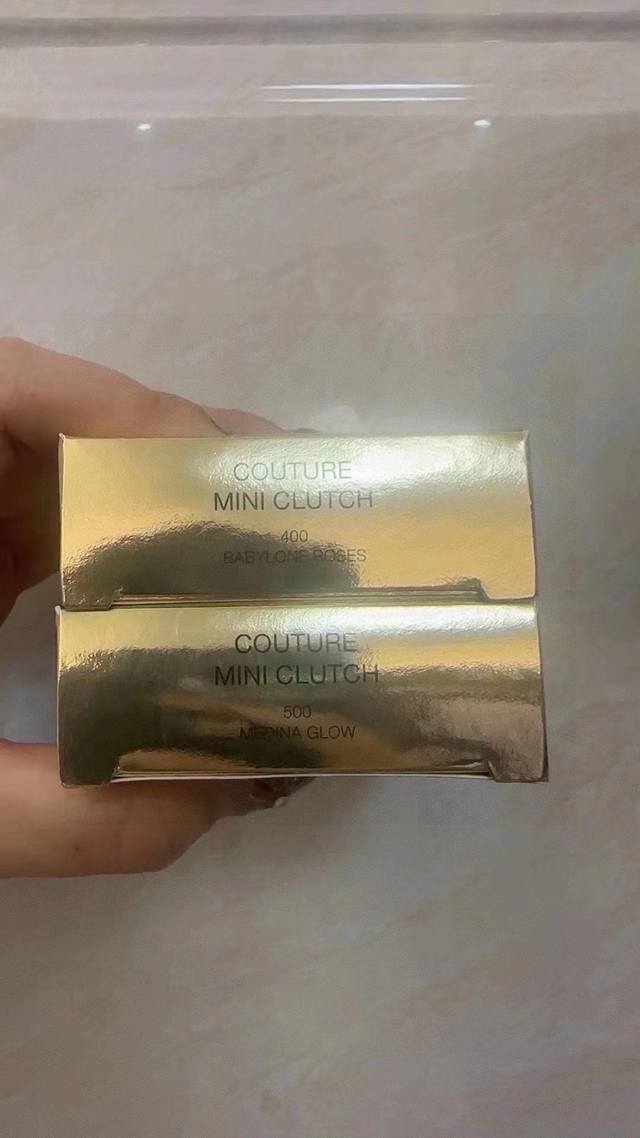 COUTURE
MINI CLUTCH
400
BABYLONE ROSES
COUTURE
MINI CLUTCH
500
MEDINA GLOW